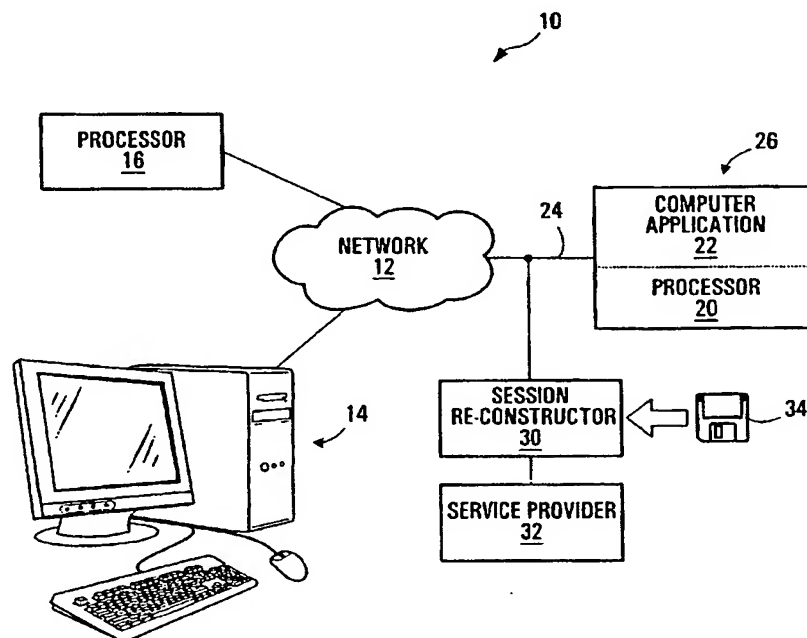 10
PROCESSOR
16
26
24
COMPUTER
APPLICATION
22
NETWORK
12
PROCESSOR
20
14
SESSION
RE-CONSTRUCTOR
30
34
SERVICE PROVIDER
32